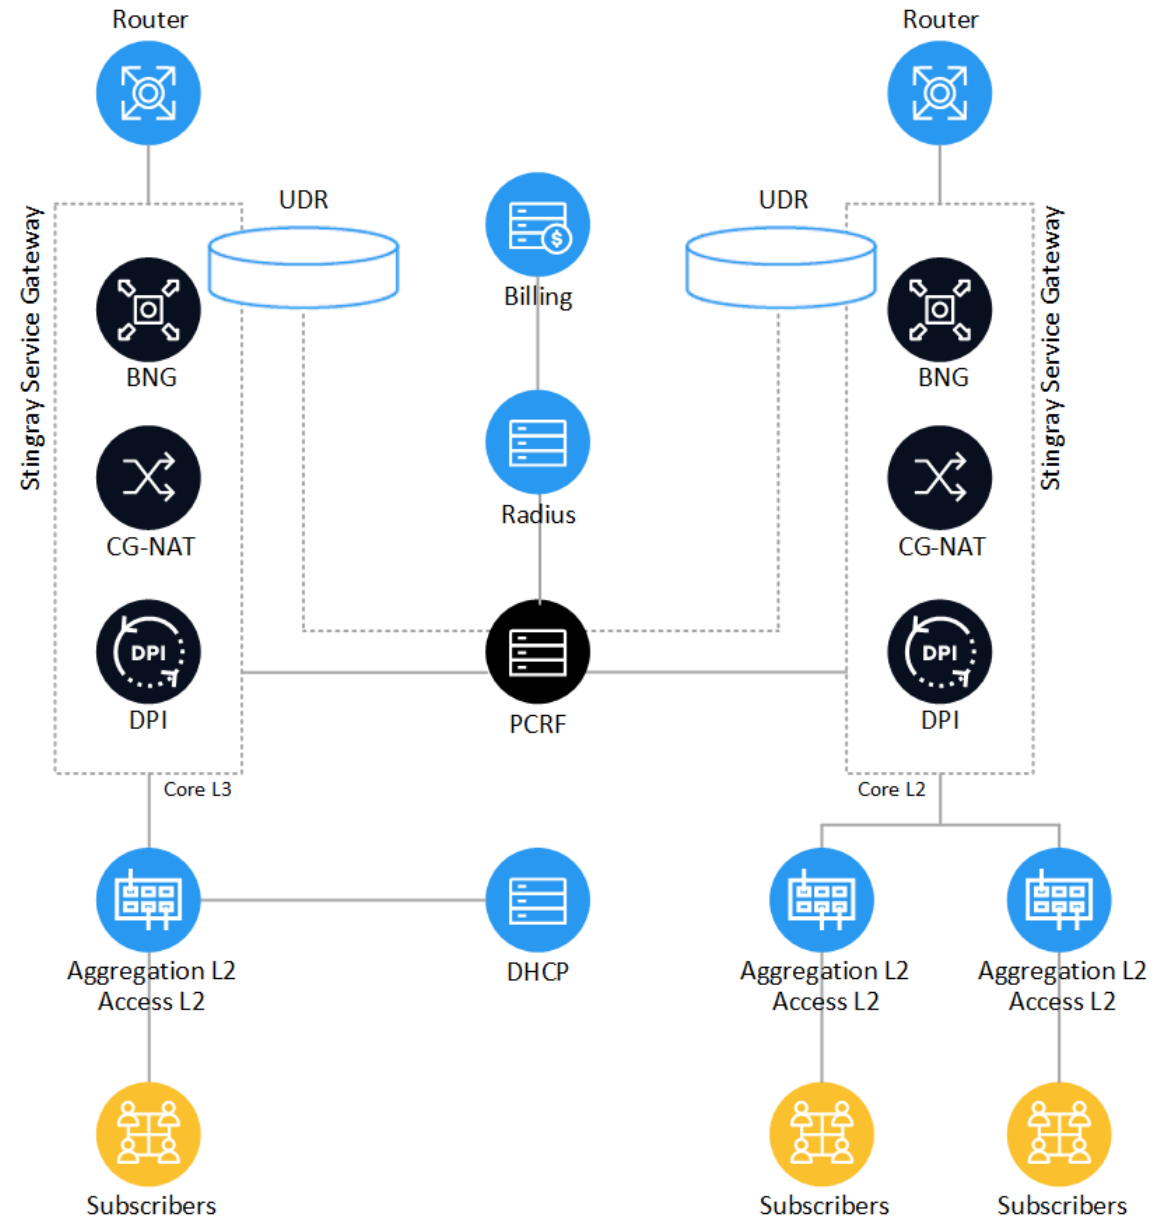 Router
Router
UDR
UDR
Stingray Service Gateway
Stingray Service Gateway
$
Billing
BNG
BNG
Radius
CG-NAT
CG-NAT
DPI
DPI
DPI
DPI
PCRF
Core L3
Core L2
Aggregation L2
Access L2
DHCP
Aggregation L2
Access L2
Aggregation L2
Access L2
Subscribers
Subscribers
Subscribers